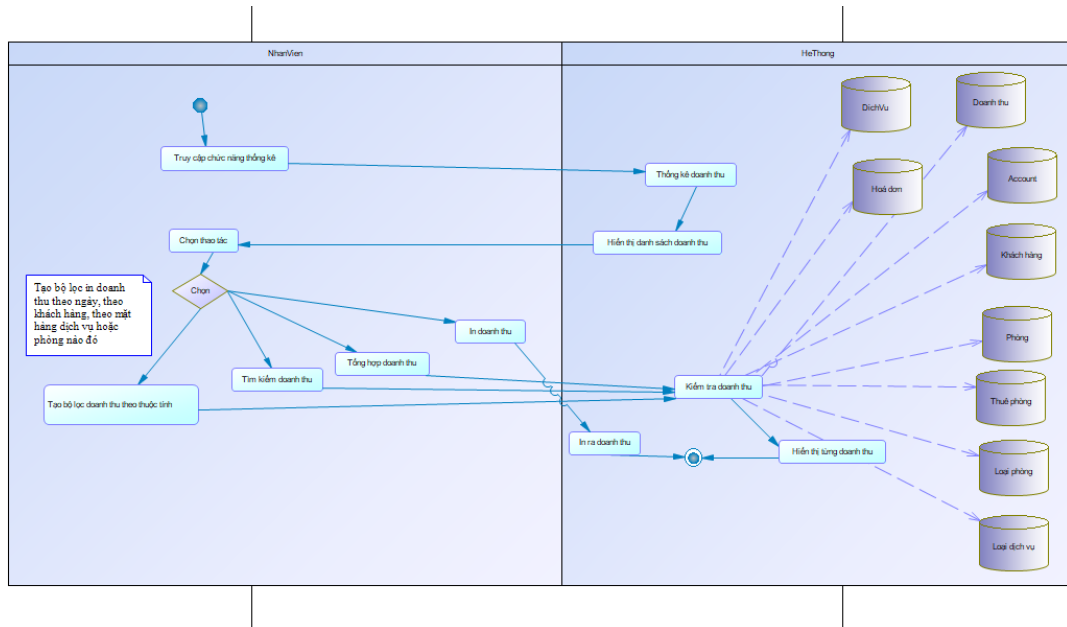 NhanVien
HeThong
DichVu
Doanh thu
Truy cập chức năng thống kê
Thống kê doanh thu
Hoá đơn
Account
Chọn thao tác
Hiển thị danh sách doanh thu
Khách hàng
Tạo bộ lọc in doanh
thu theo ngày, theo
khách hàng, theo mặt
hàng dịch vụ hoặc
phòng nào đó
Chọn
In doanh thu
Phòng
Tổng hợp doanh thu
Tìm kiếm doanh thu
Kiểm tra doanh thu
Thuê phòng
Tạo bộ lọc doanh thu theo thuộc tính
In ra doanh thu
Hiển thị từng doanh thu
Loại phòng
Loại dịch vụ